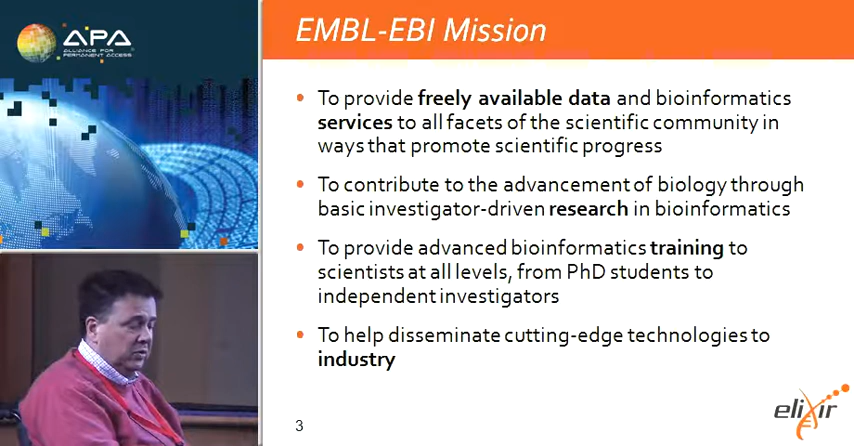 APA
ALLIANCE FOR
PERMANENT ACCESS
EMBL-EBI Mission
• To provide freely available data and bioinformatics
services to all facets of the scientific community in
ways that promote scientific progress
• To contribute to the advancement of biology through
basic investigator-driven research in bioinformatics
• To provide advanced bioinformatics training to
scientists at all levels, from PhD students to
independent investigators
• To help disseminate cutting-edge technologies to
industry
3
elixir